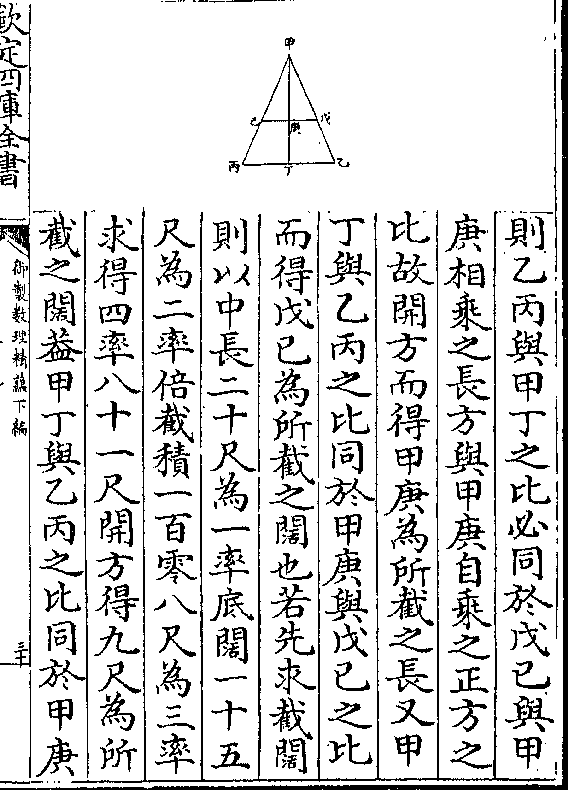 欽定四庫全書
御製數理精蘊下編
三十
甲
己
庚
戊
丙
丁
乙
則乙丙與甲丁之比必同於戊己與甲
庚相乘之長方與甲庚自乘之正方之
比故開方而得甲庚為所截之長又甲
丁與乙丙之比同於甲庚與戊己之比
而得戊己為所截之闊也若先求截闊
則以中長二十尺為一率底闊一十五
尺為二率倍截積一百零八尺為三率
求得四率八十一尺開方得九尺為所
截之闊葢甲丁與乙丙之比同於甲庚